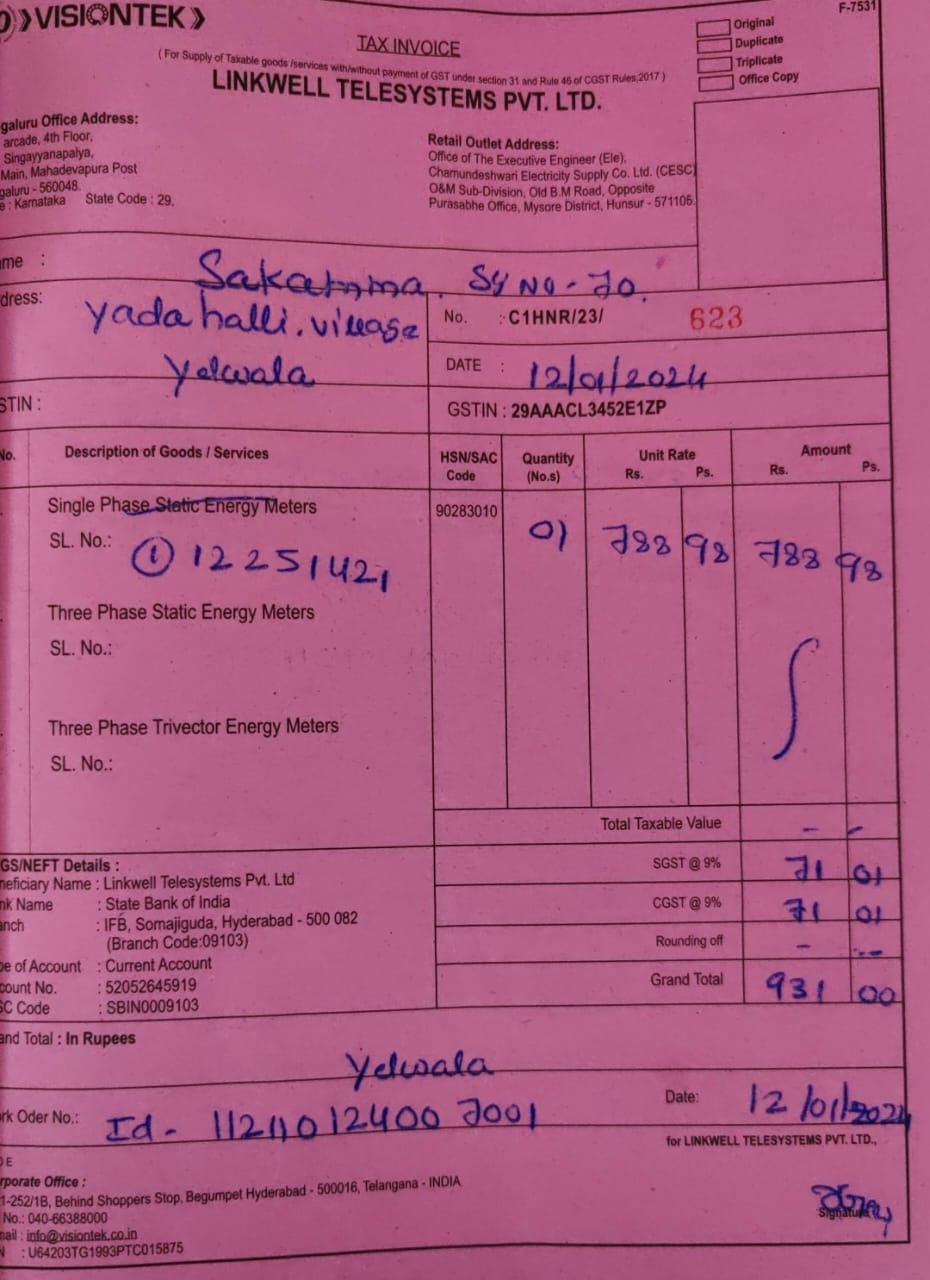 VISIONTEK
F-7531
TAX INVOICE
( For Supply of Taxable goods /services with/without payment of GST under section 31 and Rule 46 of CGST Rules,2017 )
LINKWELL TELESYSTEMS PVT. LTD.
Original
Duplicate
Triplicate
Office Copy
galuru Office Address:
arcade, 4th Floor,
Singayyanapalya,
Main, Mahadevapura Post
galuru - 560048.
e : Karnataka State Code : 29.
Retail Outlet Address:
Office of The Executive Engineer (Ele),
Chamundeshwari Electricity Supply Co. Ltd. (CESC)
O&M Sub-Division, Old B.M Road, Opposite
Purasabhe Office, Mysore District, Hunsur - 571105.
me : Sakamma. Sy No - 70.
dress: Yadahalli. village
Yelwala
No. : C1HNR/23/ 623
DATE : 12/01/2024
STIN :
GSTIN : 29AAACL3452E1ZP
No. Description of Goods / Services HSN/SAC Code Quantity (No.s) Unit Rate Rs. Ps. Amount Rs. Ps.
Single Phase Static Energy Meters 90283010 01 788 98 788 98
SL. No.: ① 12251421
Three Phase Static Energy Meters
SL. No.:
Three Phase Trivector Energy Meters
SL. No.:
Total Taxable Value - -
SGST @ 9% 71 01
CGST @ 9% 71 01
Rounding off - --
Grand Total 931 00
GS/NEFT Details :
neficiary Name : Linkwell Telesystems Pvt. Ltd
nk Name : State Bank of India
anch : IFB, Somajiguda, Hyderabad - 500 082
(Branch Code:09103)
pe of Account : Current Account
count No. : 52052645919
SC Code : SBIN0009103
and Total : In Rupees
Yelwala
rk Oder No.: Id - 11211012400 7001
Date: 12/01/2024
for LINKWELL TELESYSTEMS PVT. LTD.,
DE
rporate Office :
1-252/1B, Behind Shoppers Stop, Begumpet Hyderabad - 500016, Telangana - INDIA
No.: 040-66388000
mail : info@visiontek.co.in
N : U64203TG1993PTC015875
Signature